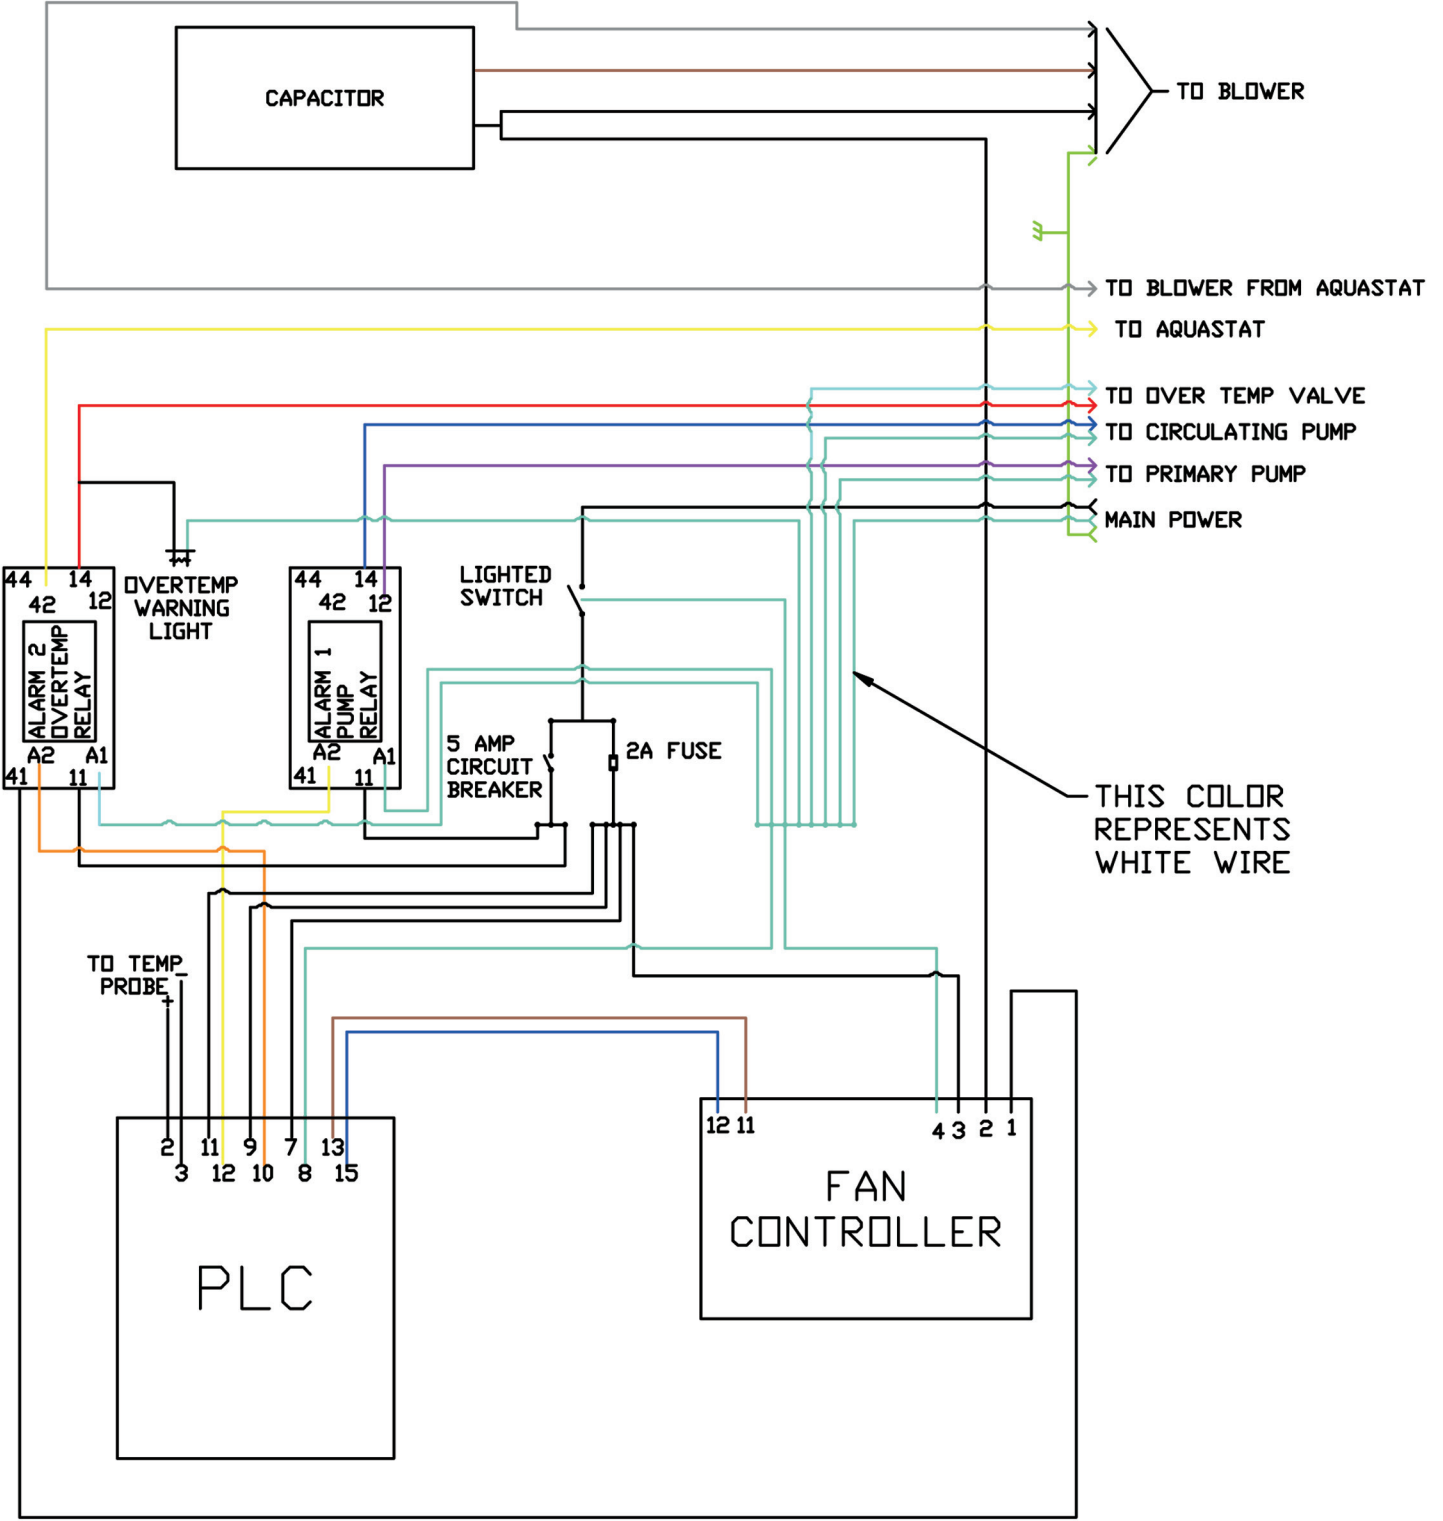 CAPACITOR
TO BLOWER
TO BLOWER FROM AQUASTAT
TO AQUASTAT
TO OVER TEMP VALVE
TO CIRCULATING PUMP
TO PRIMARY PUMP
MAIN POWER
44 14
42 12
ALARM 2
OVERTEMP
RELAY
A2 A1
41 11
OVERTEMP
WARNING
LIGHT
44 14
42 12
ALARM 1
PUMP
RELAY
A2 A1
41 11
LIGHTED
SWITCH
5 AMP
CIRCUIT
BREAKER
2A FUSE
THIS COLOR
REPRESENTS
WHITE WIRE
TO TEMP
PROBE
- 
+
2 11 9 7 13
3 12 10 8 15
PLC
12 11 4 3 2 1
FAN
CONTROLLER